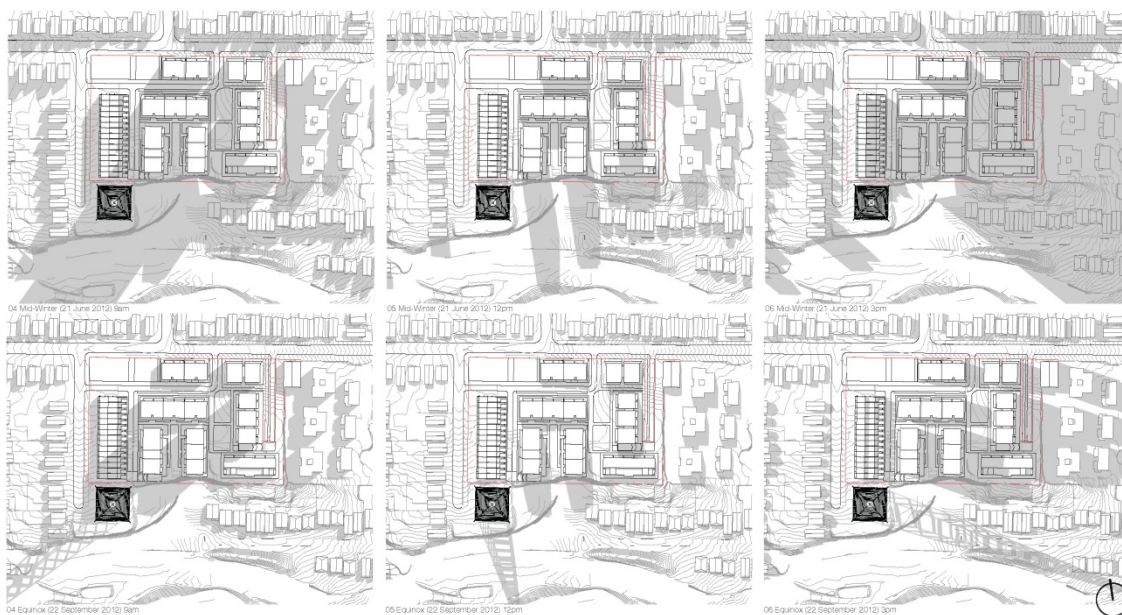 04 Mid-Winter (21 June 2012) 9am
05 Mid-Winter (21 June 2012) 12pm
06 Mid-Winter (21 June 2012) 3pm
04 Equinox (22 September 2012) 9am
05 Equinox (22 September 2012) 12pm
06 Equinox (22 September 2012) 3pm